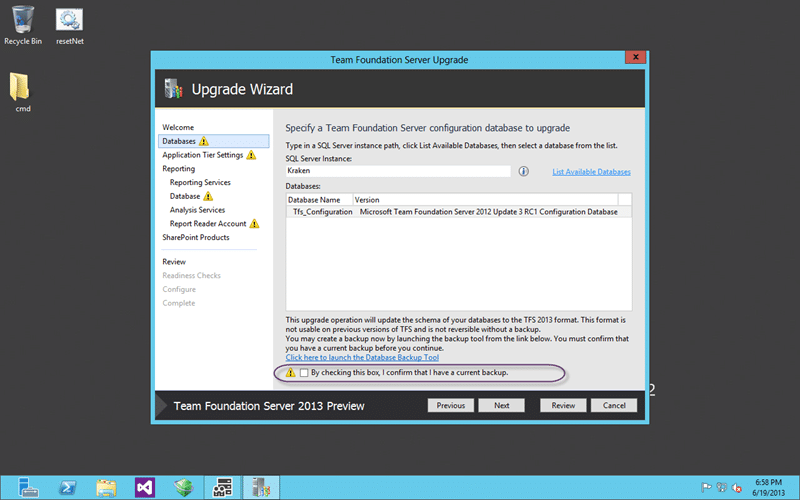 Recycle Bin
resetNet
cmd
Team Foundation Server Upgrade
x
Upgrade Wizard
Welcome
Databases
Application Tier Settings
Reporting
Reporting Services
Database
Analysis Services
Report Reader Account
SharePoint Products
Review
Readiness Checks
Configure
Complete
Specify a Team Foundation Server configuration database to upgrade
Type in a SQL Server instance path, click List Available Databases, then select a database from the list.
SQL Server Instance:
Kraken
List Available Databases
Databases:
Database Name Version
Tfs_Configuration Microsoft Team Foundation Server 2012 Update 3 RC1 Configuration Database
This upgrade operation will update the schema of your databases to the TFS 2013 format. This format is
not usable on previous versions of TFS and is not reversible without a backup.
You may create a backup now by launching the backup tool from the link below. You must confirm that
you have a current backup before you continue.
Click here to launch the Database Backup Tool
By checking this box, I confirm that I have a current backup.
2
Team Foundation Server 2013 Preview
Previous Next Review Cancel
6:58 PM
6/19/2013